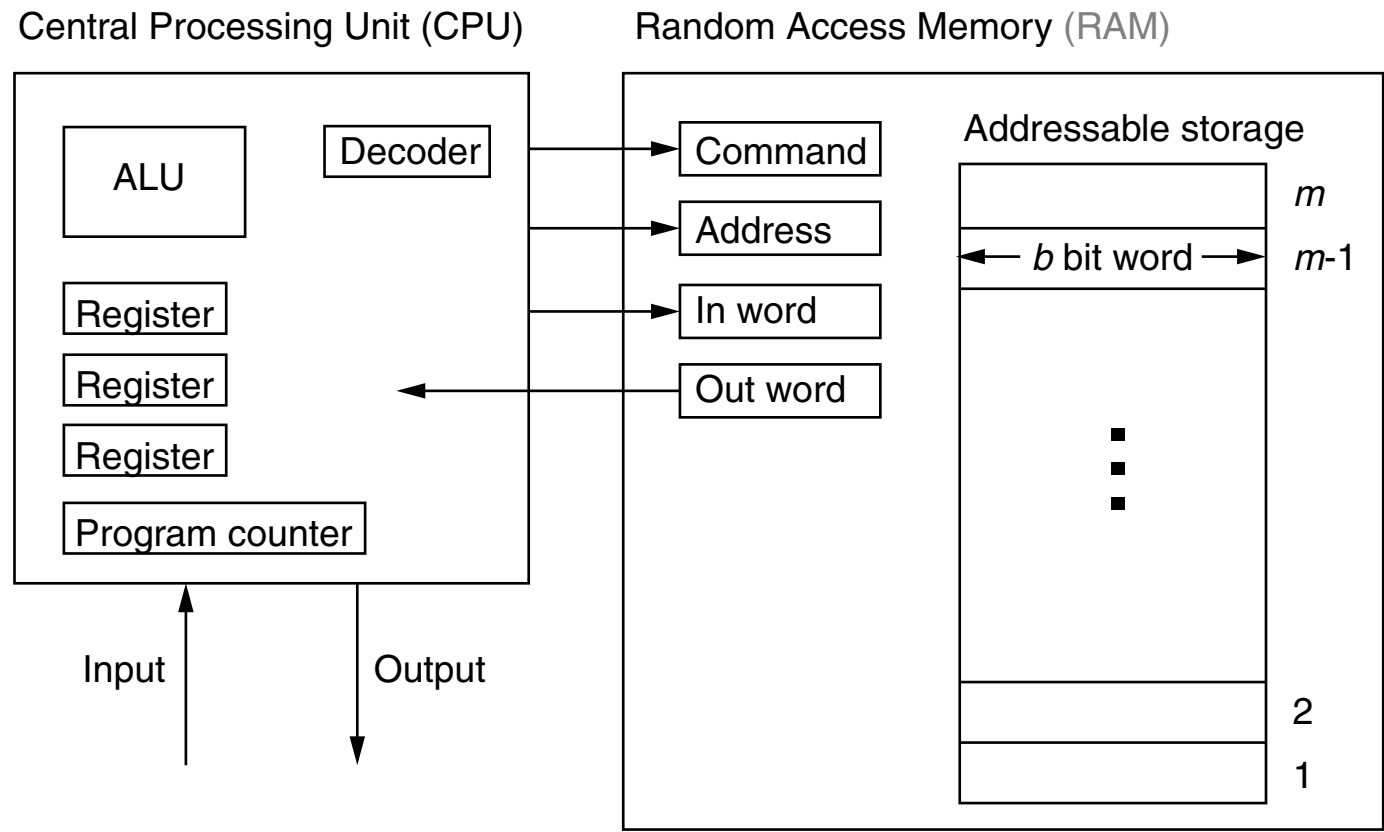 Central Processing Unit (CPU)
Random Access Memory (RAM)
ALU
Decoder
Register
Register
Register
Program counter
Input
Output
Command
Address
In word
Out word
Addressable storage
m
b bit word
m-1
2
1